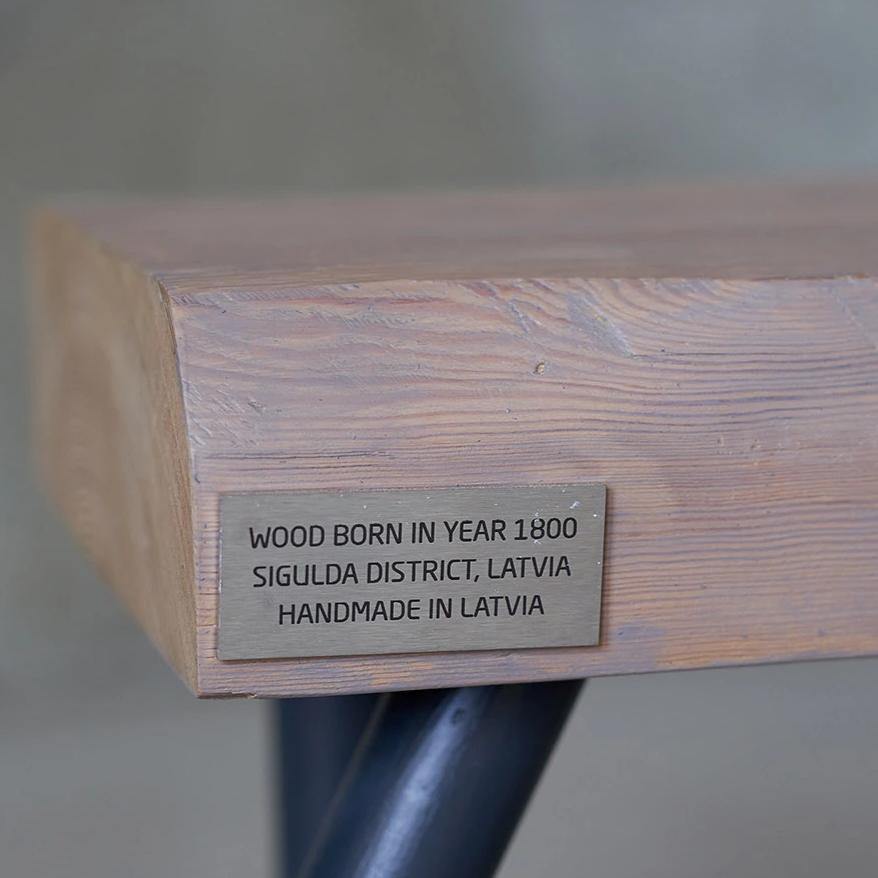 WOOD BORN IN YEAR 1800
SIGULDA DISTRICT, LATVIA
HANDMADE IN LATVIA